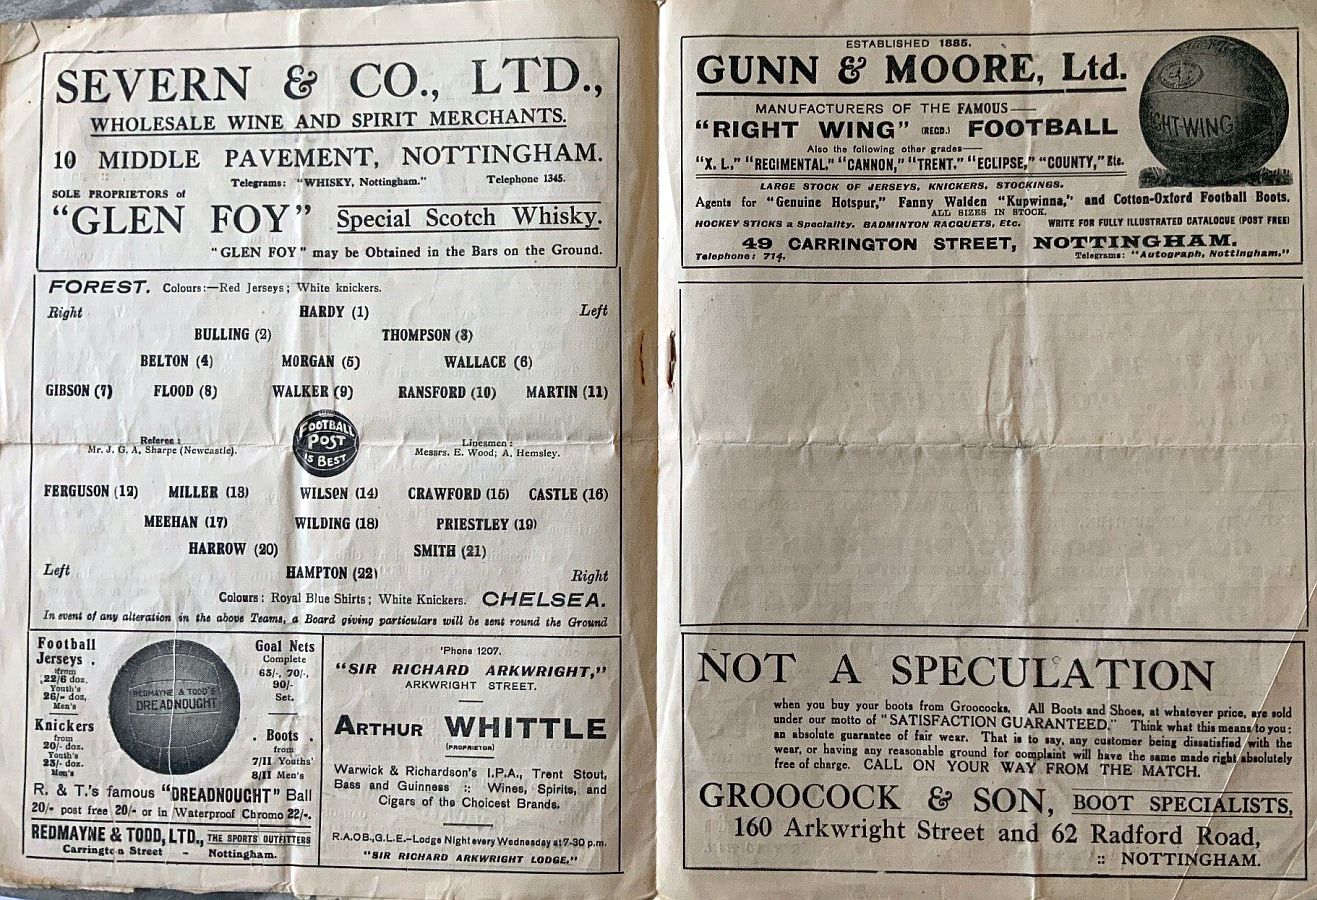 SEVERN & CO., LTD.,
WHOLESALE WINE AND SPIRIT MERCHANTS.
10 MIDDLE PAVEMENT, NOTTINGHAM.
Telegrams: "WHISKY, Nottingham." Telephone 1345.
SOLE PROPRIETORS of
"GLEN FOY" Special Scotch Whisky.
"GLEN FOY" may be Obtained in the Bars on the Ground.
FOREST. Colours:—Red Jerseys; White knickers.
Right HARDY (1) Left
BULLING (2) THOMPSON (3)
BELTON (4) MORGAN (5) WALLACE (6)
GIBSON (7) FLOOD (8) WALKER (9) RANSFORD (10) MARTIN (11)
FOOTBALL
POST
IS BEST
Referee: Linesmen:
Mr. J. G. A. Sharpe (Newcastle). Messrs. E. Wood; A. Hemsley.
FERGUSON (12) MILLER (13) WILSON (14) CRAWFORD (15) CASTLE (16)
MEEHAN (17) WILDING (18) PRIESTLEY (19)
HARROW (20) SMITH (21)
Left HAMPTON (22) Right
Colours: Royal Blue Shirts; White Knickers. CHELSEA.
In event of any alteration in the above Teams, a Board giving particulars will be sent round the Ground
Football
Jerseys .
from
22/6 doz.
Youth's
26/- doz,
Men's
Knickers
from
20/- doz.
Youth's
23/- doz.
Men's
REDMAYNE & TODD'S
DREADNOUGHT
Goal Nets
Complete
63/-, 70/-,
90/-
Set.
. Boots .
from
7/11 Youths'
8/11 Men's
R. & T.'s famous "DREADNOUGHT" Ball
20/- post free 20/- or in Waterproof Chromo 22/-.
REDMAYNE & TODD, LTD., THE SPORTS OUTFITTERS
Carrington Street - Nottingham.
'Phone 1207.
"SIR RICHARD ARKWRIGHT,"
ARKWRIGHT STREET.
ARTHUR WHITTLE
(PROPRIETOR)
Warwick & Richardson's I.P.A., Trent Stout,
Bass and Guinness :: Wines, Spirits, and
Cigars of the Choicest Brands.
R.A.O.B.,G.L.E.—Lodge Night every Wednesday at 7-30 p.m.
"SIR RICHARD ARKWRIGHT LODGE."
ESTABLISHED 1885.
GUNN & MOORE, Ltd.
MANUFACTURERS OF THE FAMOUS—
"RIGHT WING" (REGD.) FOOTBALL
Also the following other grades—
"X. L.," "REGIMENTAL," "CANNON," "TRENT," "ECLIPSE," "COUNTY," Etc.
RIGHT-WING
LARGE STOCK OF JERSEYS, KNICKERS, STOCKINGS.
Agents for "Genuine Hotspur," Fanny Walden "Kupwinna," and Cotton-Oxford Football Boots.
ALL SIZES IN STOCK.
HOCKEY STICKS a Speciality. BADMINTON RACQUETS, Etc. WRITE FOR FULLY ILLUSTRATED CATALOGUE (POST FREE)
49 CARRINGTON STREET, NOTTINGHAM.
Telephone: 714. Telegrams: "Autograph, Nottingham."
NOT A SPECULATION
when you buy your boots from Groococks. All Boots and Shoes, at whatever price, are sold
under our motto of "SATISFACTION GUARANTEED." Think what this means to you:
an absolute guarantee of fair wear. That is to say, any customer being dissatisfied with the
wear, or having any reasonable ground for complaint will have the same made right absolutely
free of charge. CALL ON YOUR WAY FROM THE MATCH.
GROOCOCK & SON, BOOT SPECIALISTS,
160 Arkwright Street and 62 Radford Road,
:: NOTTINGHAM.